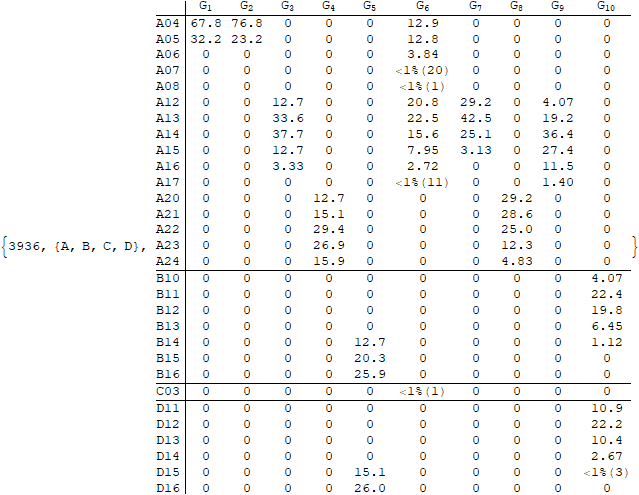 G1 G2 G3 G4 G5 G6 G7 G8 G9 G10
A04 67.8 76.8 0 0 0 12.9 0 0 0 0
A05 32.2 23.2 0 0 0 12.8 0 0 0 0
A06 0 0 0 0 0 3.84 0 0 0 0
A07 0 0 0 0 0 <1%(20) 0 0 0 0
A08 0 0 0 0 0 <1%(1) 0 0 0 0
A12 0 0 12.7 0 0 20.8 29.2 0 4.07 0
A13 0 0 33.6 0 0 22.5 42.5 0 19.2 0
A14 0 0 37.7 0 0 15.6 25.1 0 36.4 0
A15 0 0 12.7 0 0 7.95 3.13 0 27.4 0
A16 0 0 3.33 0 0 2.72 0 0 11.5 0
A17 0 0 0 0 0 <1%(11) 0 0 1.40 0
A20 0 0 0 12.7 0 0 0 29.2 0 0
A21 0 0 0 15.1 0 0 0 28.6 0 0
A22 0 0 0 29.4 0 0 0 25.0 0 0
{3936, {A, B, C, D}, A23 0 0 0 26.9 0 0 0 12.3 0 0 }
A24 0 0 0 15.9 0 0 0 4.83 0 0
B10 0 0 0 0 0 0 0 0 0 4.07
B11 0 0 0 0 0 0 0 0 0 22.4
B12 0 0 0 0 0 0 0 0 0 19.8
B13 0 0 0 0 0 0 0 0 0 6.45
B14 0 0 0 0 12.7 0 0 0 0 1.12
B15 0 0 0 0 20.3 0 0 0 0 0
B16 0 0 0 0 25.9 0 0 0 0 0
C03 0 0 0 0 0 <1%(1) 0 0 0 0
D11 0 0 0 0 0 0 0 0 0 10.9
D12 0 0 0 0 0 0 0 0 0 22.2
D13 0 0 0 0 0 0 0 0 0 10.4
D14 0 0 0 0 0 0 0 0 0 2.67
D15 0 0 0 0 15.1 0 0 0 0 <1%(3)
D16 0 0 0 0 26.0 0 0 0 0 0